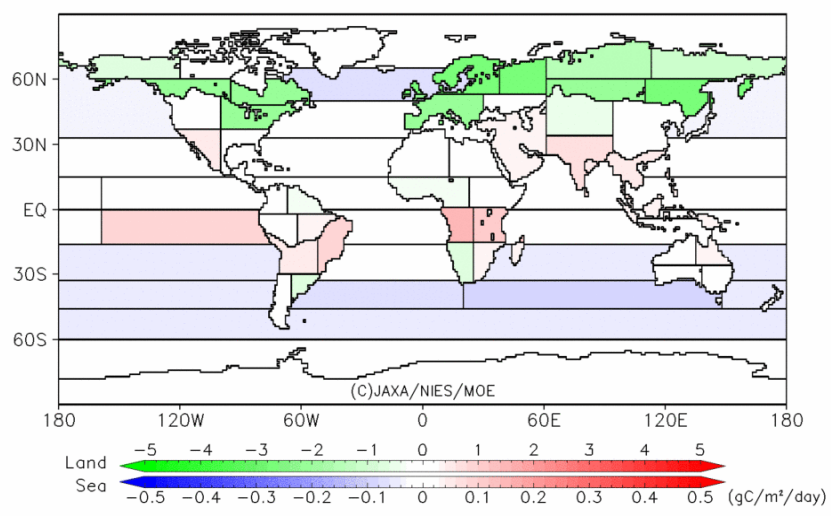 60N
30N
EQ
30S
60S
(C)JAXA/NIES/MOE
180 120W 60W 0 60E 120E 180
-5 -4 -3 -2 -1 0 1 2 3 4 5
Land
Sea
-0.5 -0.4 -0.3 -0.2 -0.1 0 0.1 0.2 0.3 0.4 0.5 (gC/m²/day)